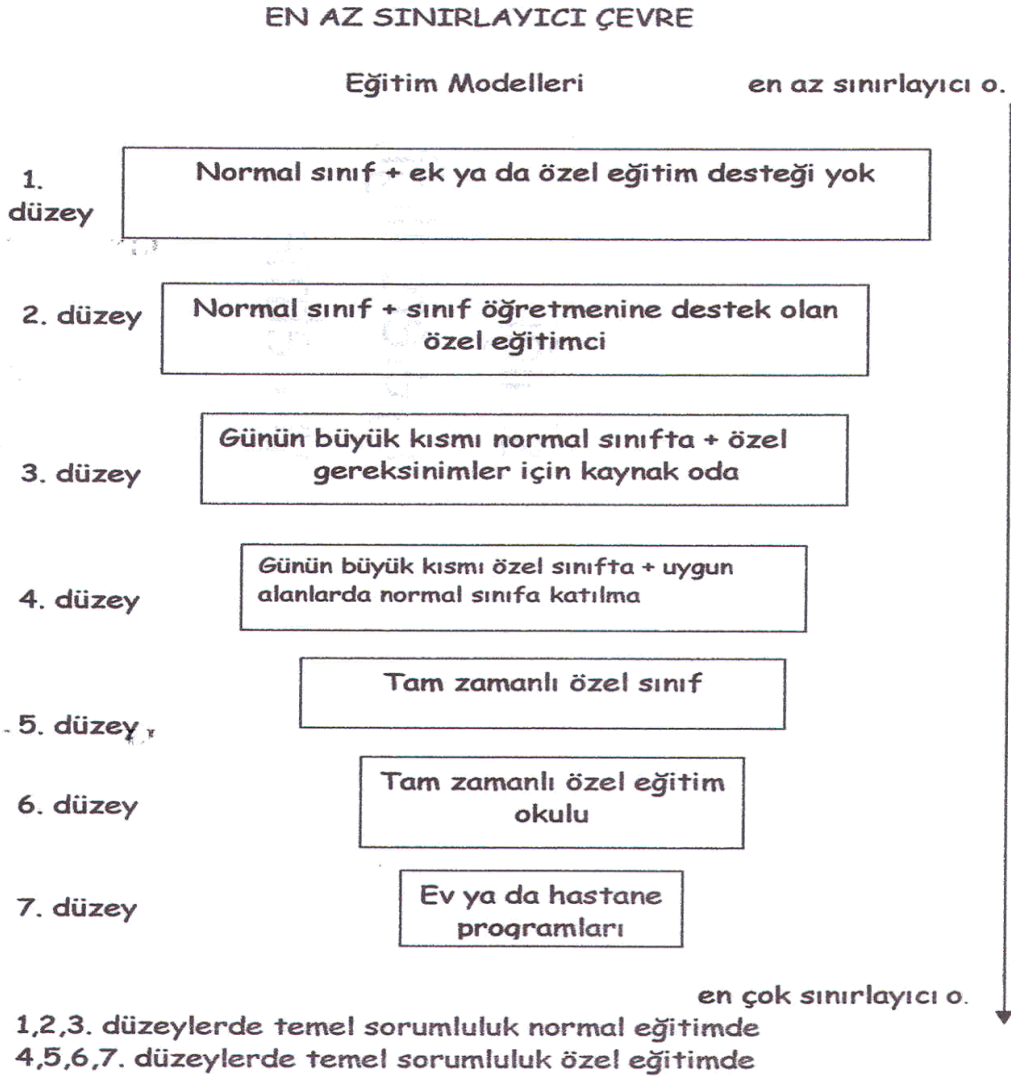 EN AZ SINIRLAYICI ÇEVRE
Eğitim Modelleri
en az sınırlayıcı o.
1.
düzey
Normal sınıf + ek ya da özel eğitim desteği yok
2. düzey
Normal sınıf + sınıf öğretmenine destek olan
özel eğitimci
3. düzey
Günün büyük kısmı normal sınıfta + özel
gereksinimler için kaynak oda
4. düzey
Günün büyük kısmı özel sınıfta + uygun
alanlarda normal sınıfa katılma
5. düzey
Tam zamanlı özel sınıf
6. düzey
Tam zamanlı özel eğitim
okulu
7. düzey
Ev ya da hastane
programları
en çok sınırlayıcı o.
1,2,3. düzeylerde temel sorumluluk normal eğitimde
4,5,6,7. düzeylerde temel sorumluluk özel eğitimde